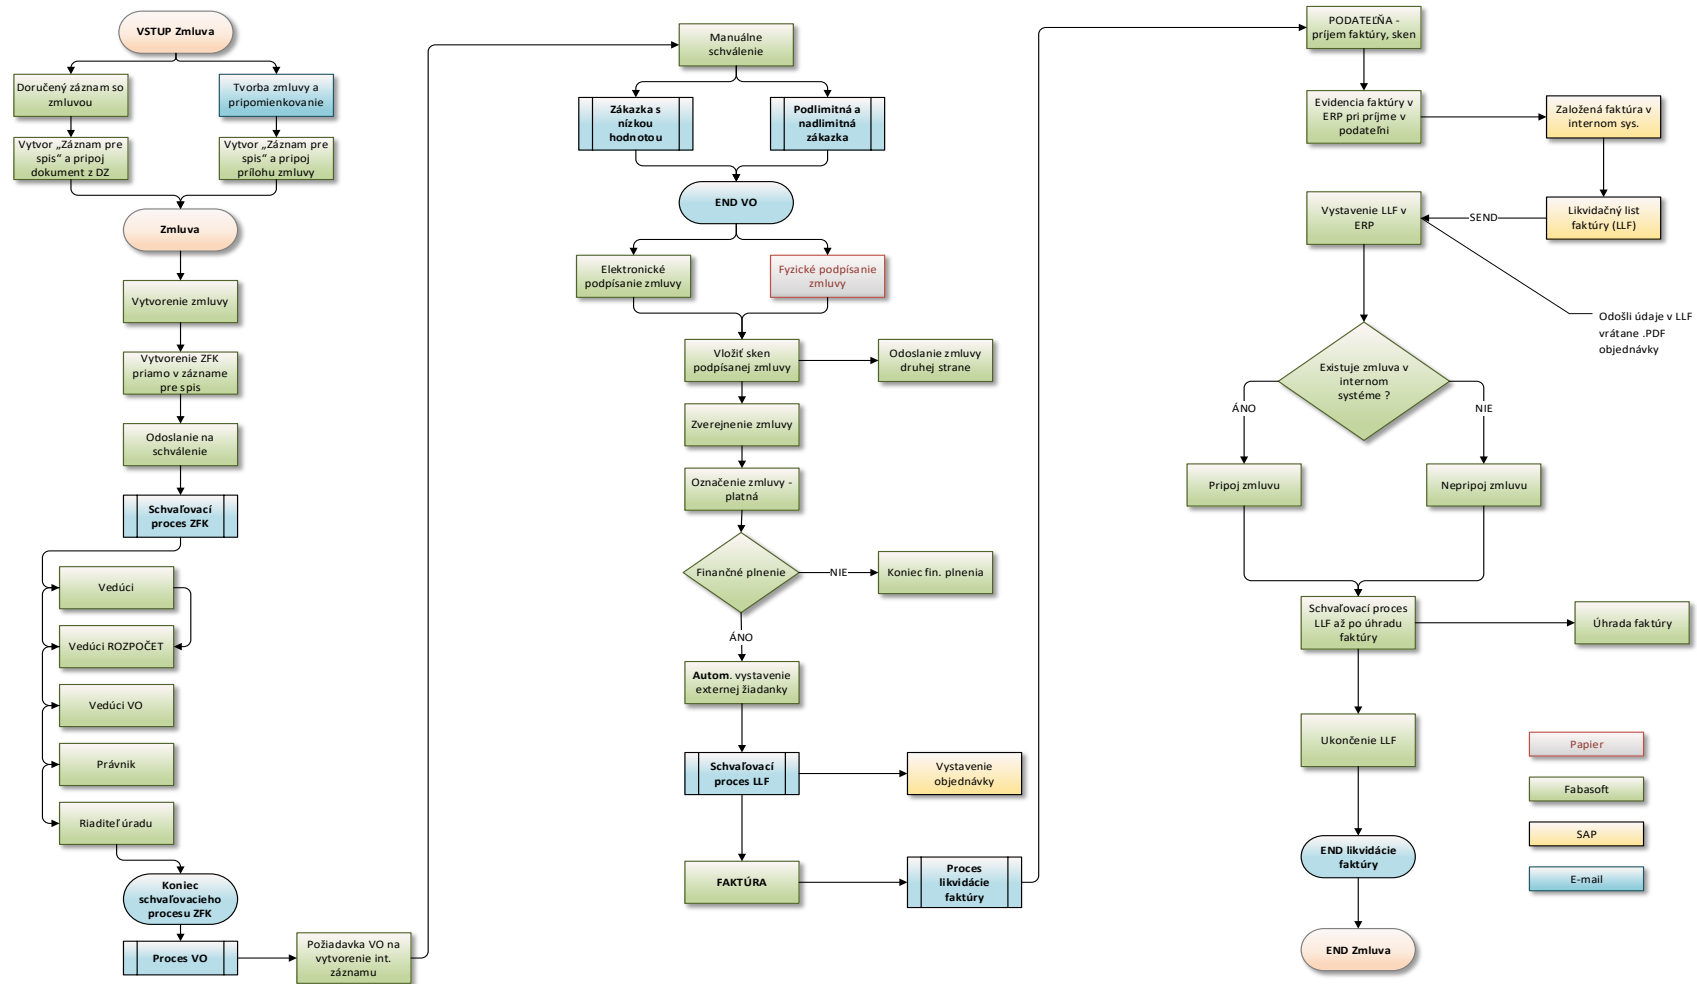 VSTUP Zmluva
Doručený záznam so
zmluvou
Tvorba zmluvy a
pripomienkovanie
Vytvor „Záznam pre
spis“ a pripoj
dokument z DZ
Vytvor „Záznam pre
spis“ a pripoj
prílohu zmluvy
Zmluva
Vytvorenie zmluvy
Vytvorenie ZFK
priamo v zázname
pre spis
Odoslanie na
schválenie
Schvaľovací
proces ZFK
Vedúci
Vedúci ROZPOČET
Vedúci VO
Právnik
Riaditeľ úradu
Koniec
schvaľovacieho
procesu ZFK
Proces VO
Požiadavka VO na
vytvorenie int.
záznamu
Manuálne
schválenie
Zákazka s
nízkou
hodnotou
Podlimitná a
nadlimitná
zákazka
END VO
Elektronické
podpísanie zmluvy
Fyzické podpísanie
zmluvy
Vložiť sken
podpísanej zmluvy
Odoslanie zmluvy
druhej strane
Zverejnenie zmluvy
Označenie zmluvy -
platná
Finančné plnenie
NIE
Koniec fin. plnenia
ÁNO
Autom. vystavenie
externej žiadanky
Schvaľovací
proces LLF
Vystavenie
objednávky
FAKTÚRA
Proces
likvidácie
faktúry
PODATEĽŇA -
príjem faktúry, sken
Evidencia faktúry v
ERP pri príjme v
podateľni
Založená faktúra v
internom sys.
Likvidačný list
faktúry (LLF)
SEND
Vystavenie LLF v
ERP
Odošli údaje v LLF
vrátane .PDF
objednávky
Existuje zmluva v
internom
systéme ?
ÁNO
NIE
Pripoj zmluvu
Nepripoj zmluvu
Schvaľovací proces
LLF až po úhradu
faktúry
Úhrada faktúry
Ukončenie LLF
END likvidácie
faktúry
END Zmluva
Papier
Fabasoft
SAP
E-mail